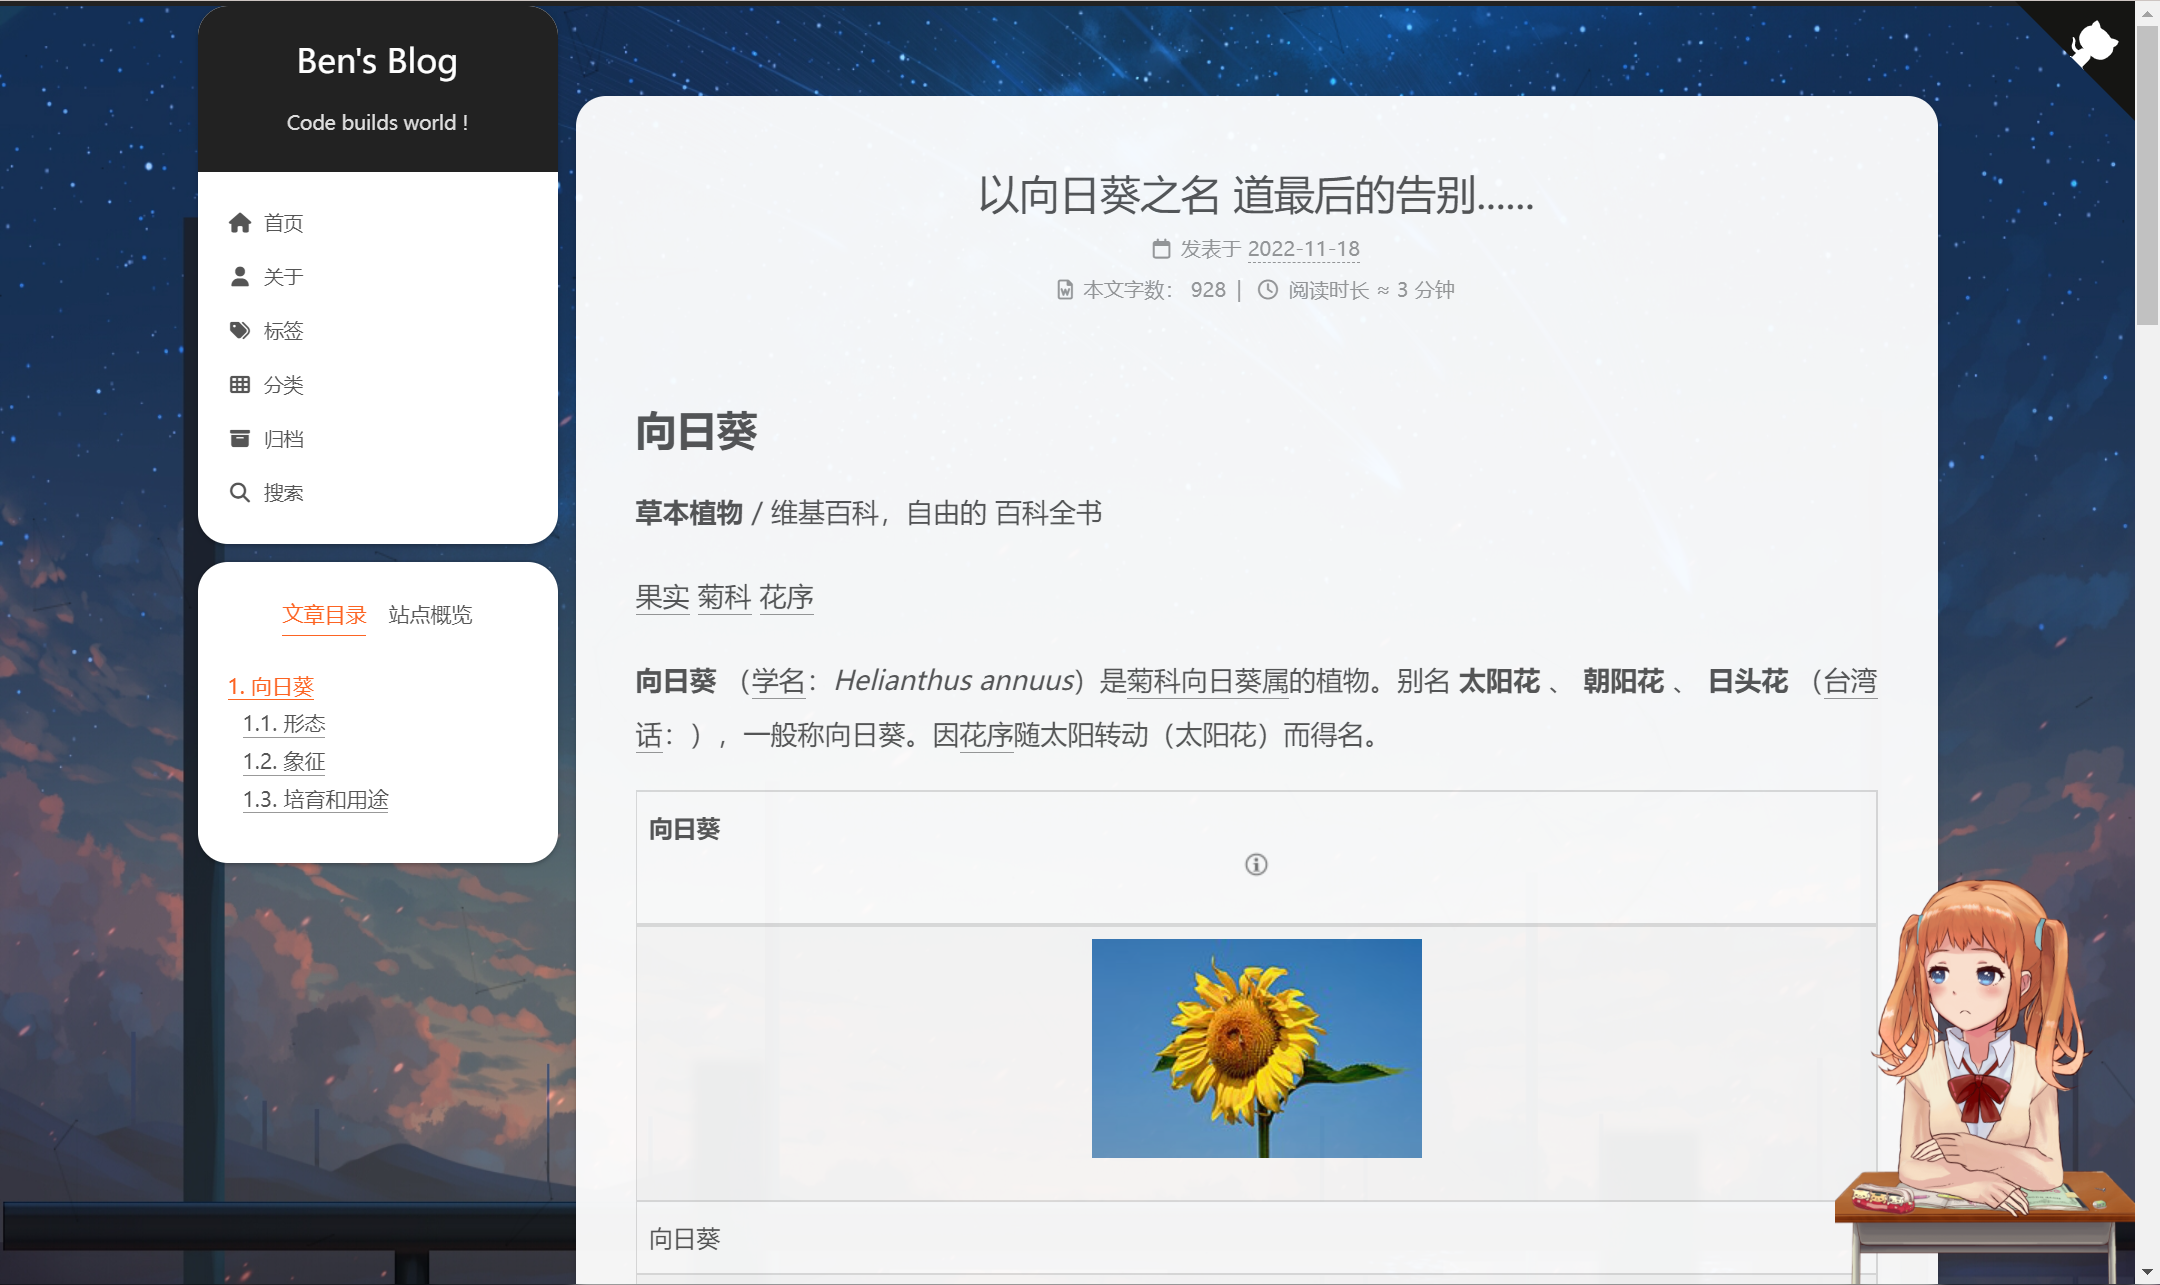 Ben's Blog
Code builds world !
首页
关于
标签
分类
归档
搜索
文章目录 站点概览
1. 向日葵
1.1. 形态
1.2. 象征
1.3. 培育和用途
以向日葵之名 道最后的告别......
发表于 2022-11-18
本文字数： 928 | 阅读时长 ≈ 3 分钟
向日葵
草本植物 / 维基百科，自由的 百科全书
果实 菊科 花序
向日葵 （学名：Helianthus annuus）是菊科向日葵属的植物。别名 太阳花 、 朝阳花 、 日头花 （台湾
话：），一般称向日葵。因花序随太阳转动（太阳花）而得名。
向日葵
向日葵